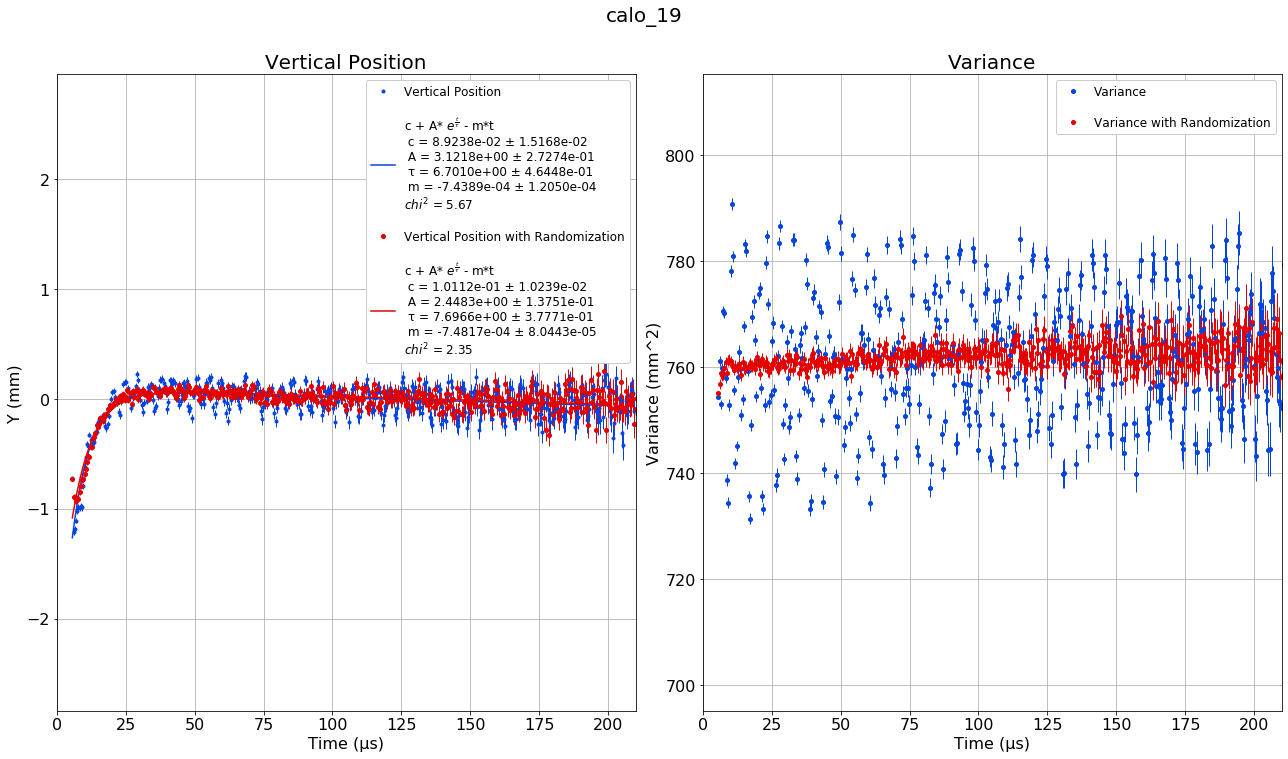 calo_19
Vertical Position
Vertical Position
c + A* e^{t/τ} - m*t
c = 8.9238e-02 ± 1.5168e-02
A = 3.1218e+00 ± 2.7274e-01
τ = 6.7010e+00 ± 4.6448e-01
m = -7.4389e-04 ± 1.2050e-04
chi² = 5.67
Vertical Position with Randomization
c + A* e^{t/τ} - m*t
c = 1.0112e-01 ± 1.0239e-02
A = 2.4483e+00 ± 1.3751e-01
τ = 7.6966e+00 ± 3.7771e-01
m = -7.4817e-04 ± 8.0443e-05
chi² = 2.35
2
1
0
−1
−2
Y (mm)
0 25 50 75 100 125 150 175 200
Time (µs)
Variance
Variance
Variance with Randomization
800
780
760
740
720
700
Variance (mm^2)
0 25 50 75 100 125 150 175 200
Time (µs)